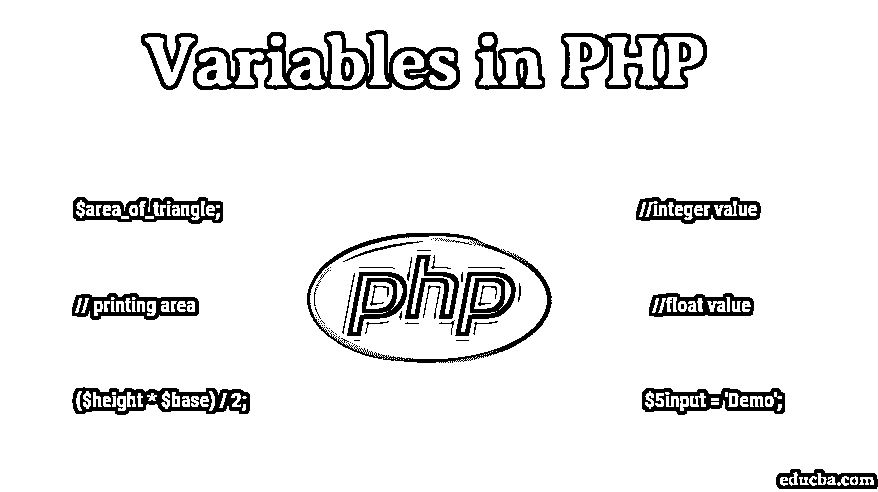 Variables in PHP
$area_of_triangle;
//integer value
php
// printing area
//float value
($height * $base) / 2;
$5input = 'Demo';
educba.com